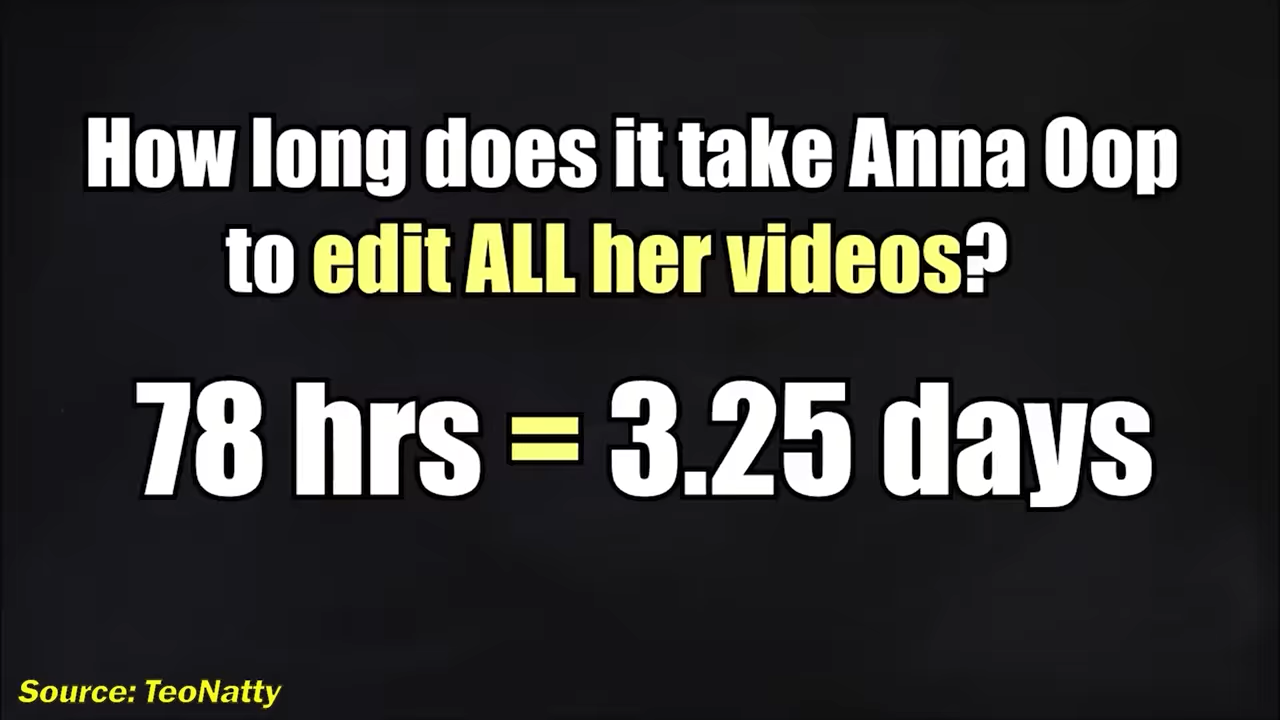 How long does it take Anna Oop
to edit ALL her videos?
78 hrs = 3.25 days
Source: TeoNatty